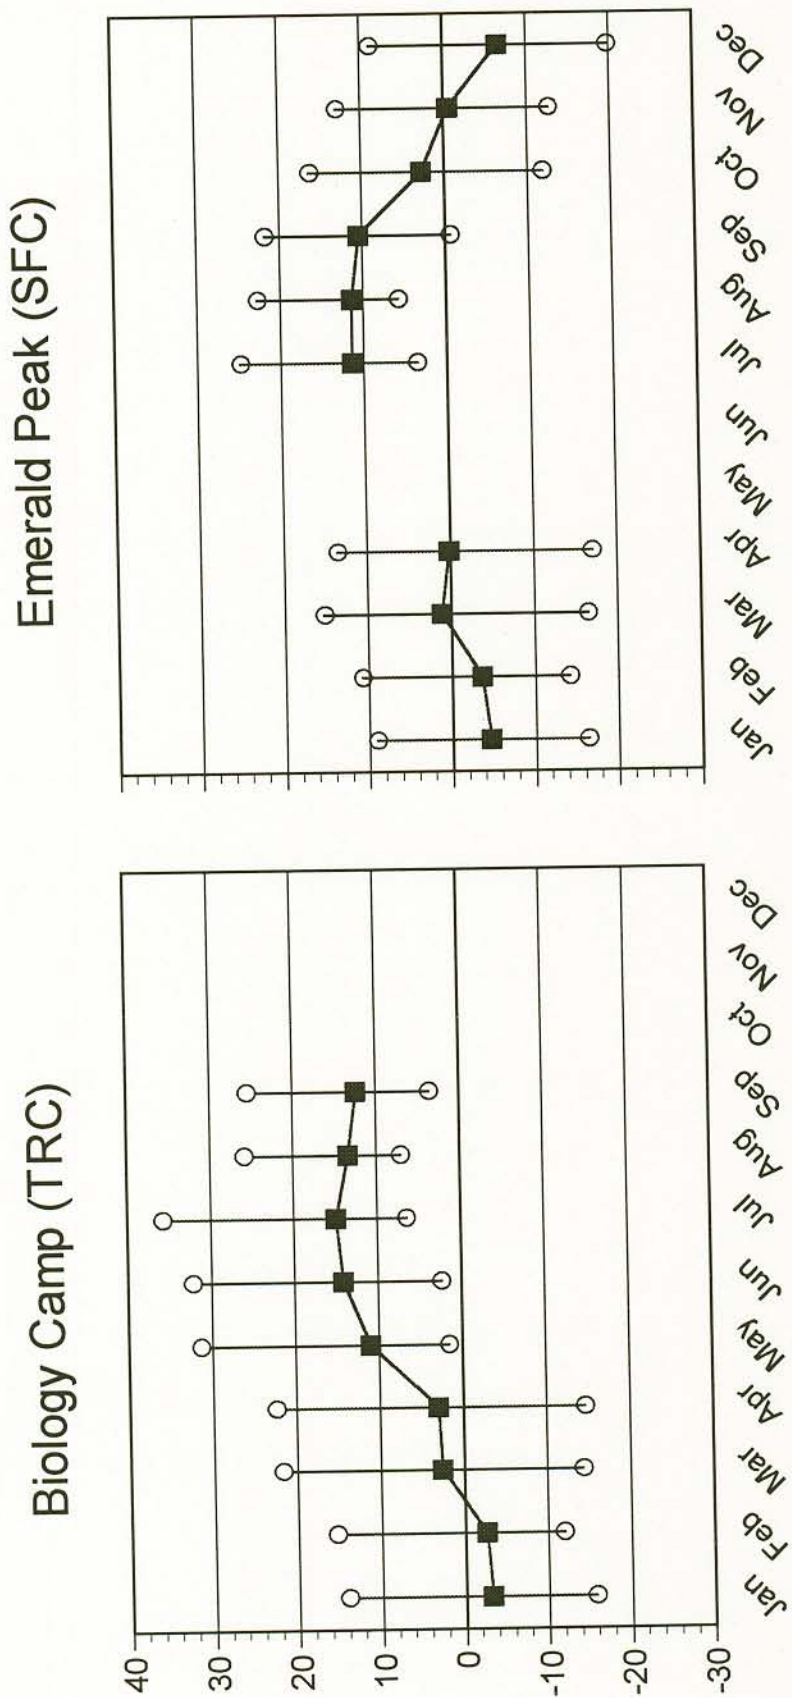 Biology Camp (TRC)
40
30
20
10
0
-10
-20
-30
Jan
Feb
Mar
Apr
May
Jun
Jul
Aug
Sep
Oct
Nov
Dec
Emerald Peak (SFC)
Jan
Feb
Mar
Apr
May
Jun
Jul
Aug
Sep
Oct
Nov
Dec